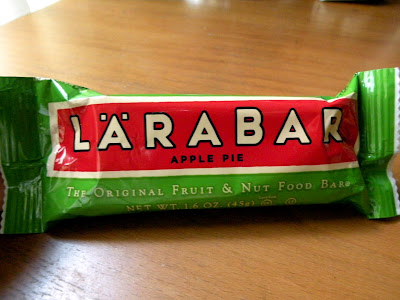 LÄRABAR
APPLE PIE
THE ORIGINAL FRUIT & NUT FOOD BAR®
NET WT. 1.6 OZ (45g)